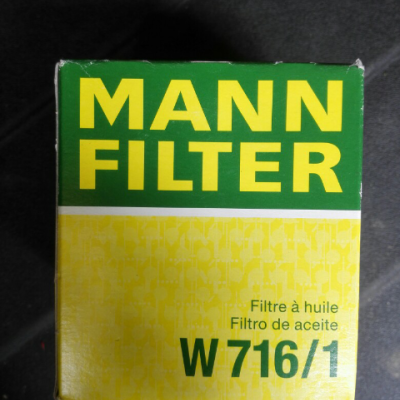 MANN
FILTER
Filtre à huile
Filtro de aceite
W 716/1